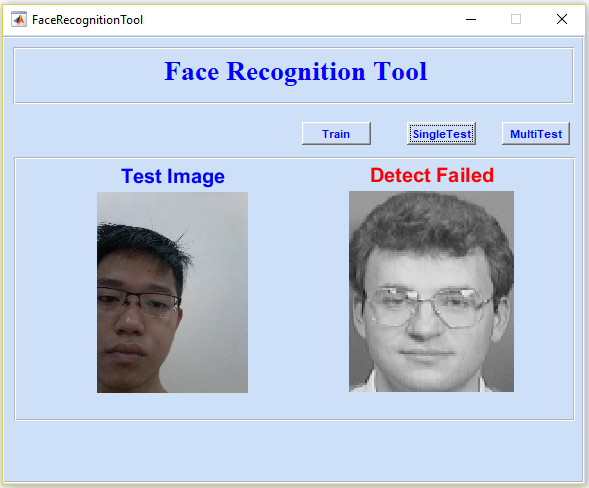 FaceRecognitionTool
Face Recognition Tool
Train
SingleTest
MultiTest
Test Image
Detect Failed